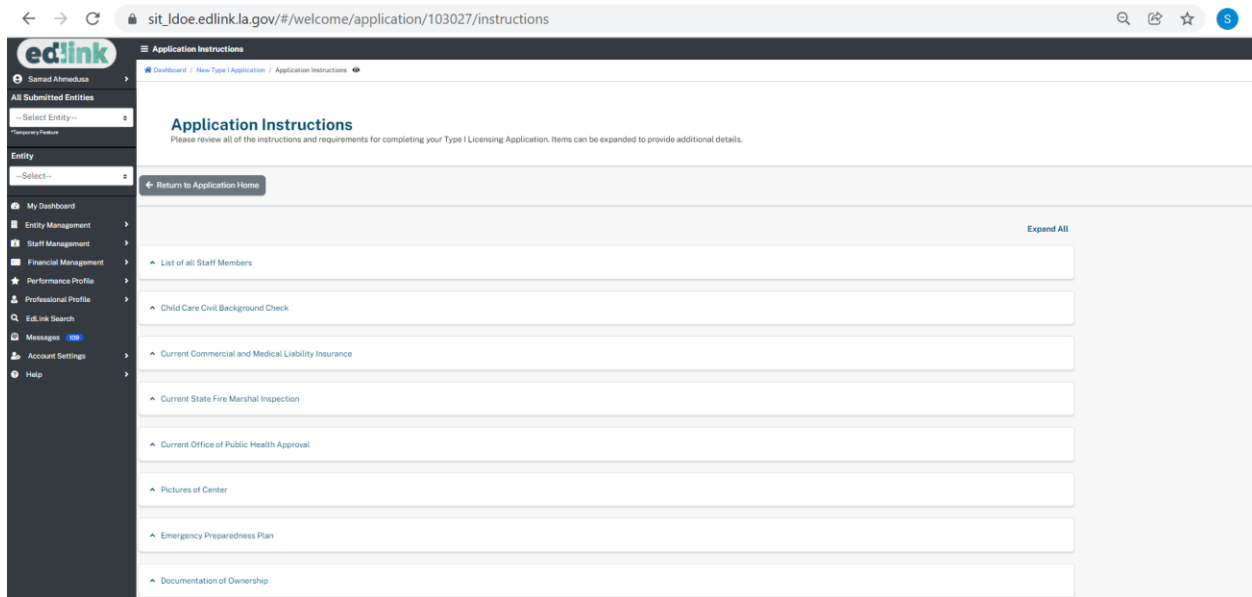 sit_ldoe.edlink.la.gov/#/welcome/application/103027/instructions
S
edlink
Application Instructions
Samad Ahmedusa
Dashboard / New Type I Application / Application Instructions
All Submitted Entities
--Select Entity--
*Temporary Feature
Application Instructions
Please review all of the instructions and requirements for completing your Type I Licensing Application. Items can be expanded to provide additional details.
Entity
--Select--
Return to Application Home
My Dashboard
Entity Management
Staff Management
Financial Management
Performance Profile
Professional Profile
EdLink Search
Messages 109
Account Settings
Help
Expand All
List of all Staff Members
Child Care Civil Background Check
Current Commercial and Medical Liability Insurance
Current State Fire Marshal Inspection
Current Office of Public Health Approval
Pictures of Center
Emergency Preparedness Plan
Documentation of Ownership